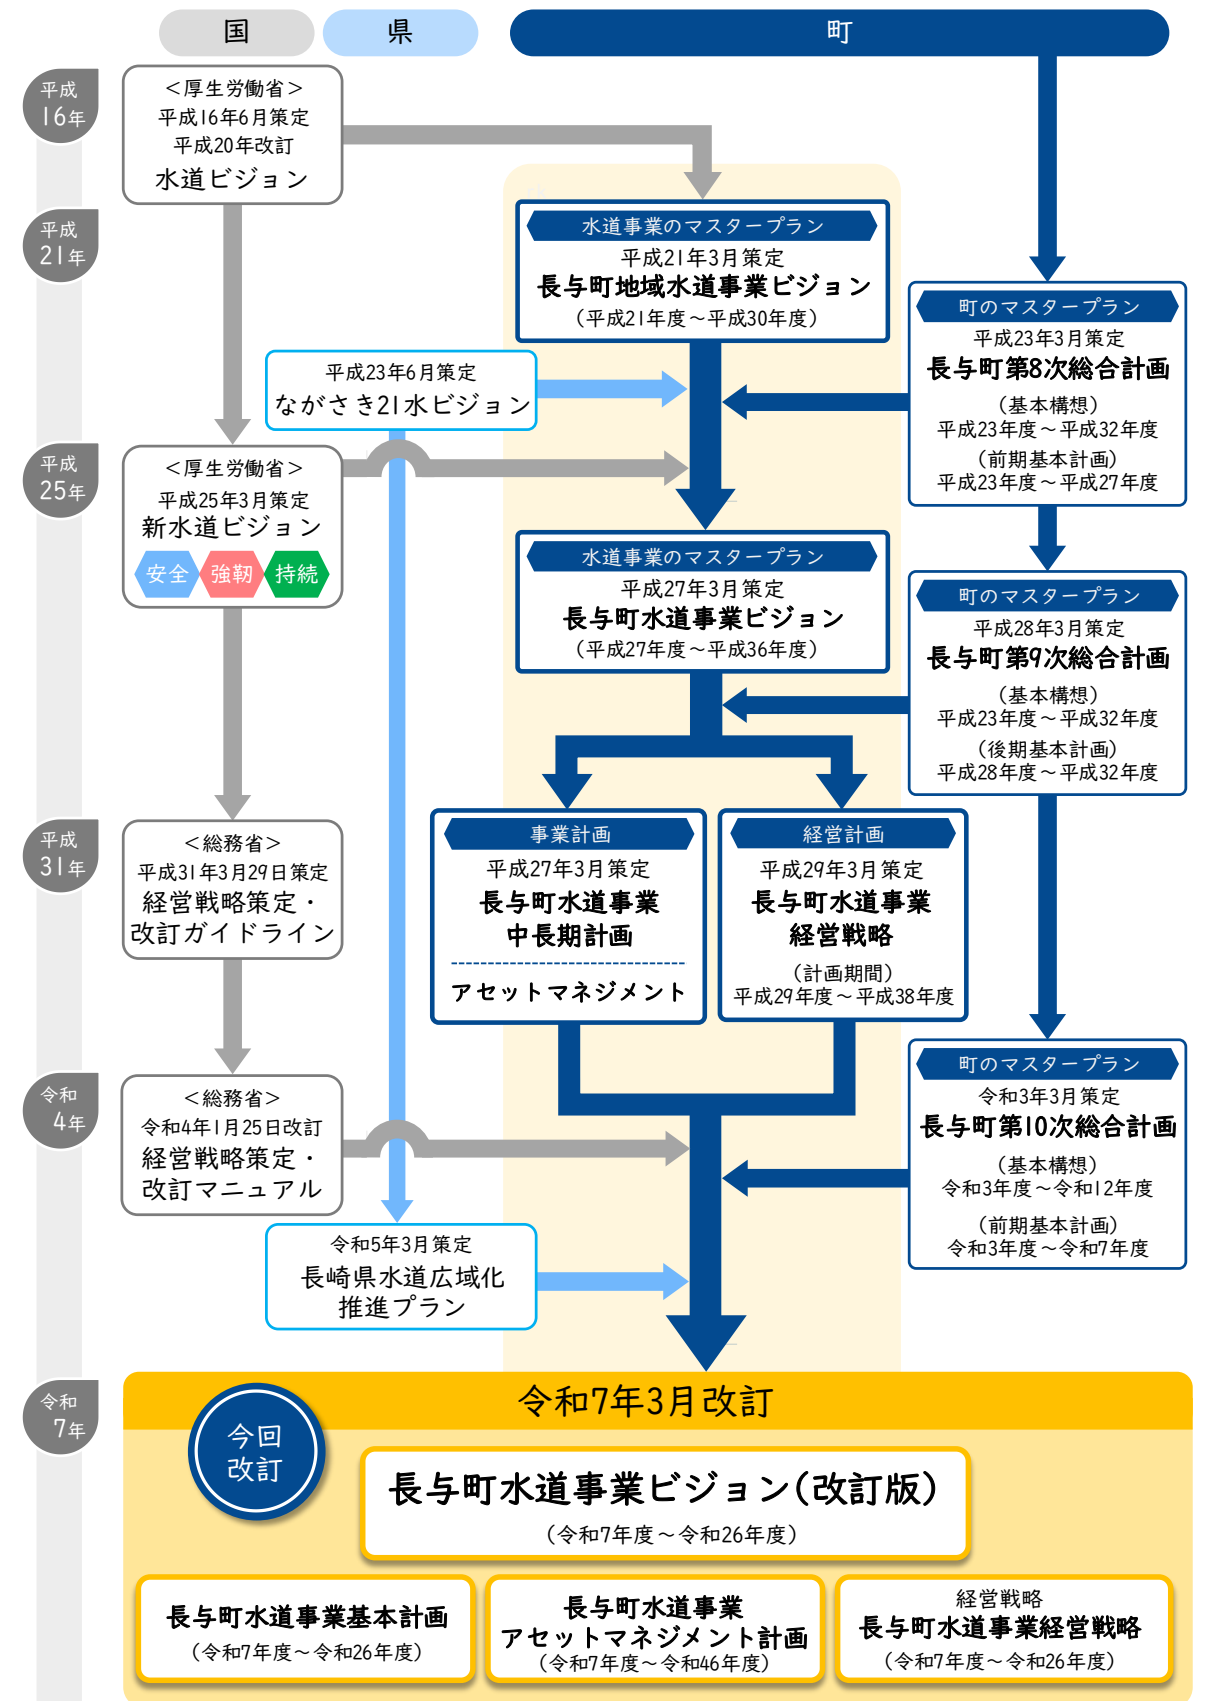 国
県
町
平成
16年
＜厚生労働省＞
平成16年6月策定
平成20年改訂
水道ビジョン
平成
21年
水道事業のマスタープラン
平成21年3月策定
長与町地域水道事業ビジョン
（平成21年度～平成30年度）
町のマスタープラン
平成23年3月策定
長与町第8次総合計画
（基本構想）
平成23年度～平成32年度
（前期基本計画）
平成23年度～平成27年度
平成23年6月策定
ながさき21水ビジョン
平成
25年
＜厚生労働省＞
平成25年3月策定
新水道ビジョン
安全
強靭
持続
水道事業のマスタープラン
平成27年3月策定
長与町水道事業ビジョン
（平成27年度～平成36年度）
町のマスタープラン
平成28年3月策定
長与町第9次総合計画
（基本構想）
平成23年度～平成32年度
（後期基本計画）
平成28年度～平成32年度
平成
31年
＜総務省＞
平成31年3月29日策定
経営戦略策定・
改訂ガイドライン
事業計画
平成27年3月策定
長与町水道事業
中長期計画
アセットマネジメント
経営計画
平成29年3月策定
長与町水道事業
経営戦略
（計画期間）
平成29年度～平成38年度
町のマスタープラン
令和3年3月策定
長与町第10次総合計画
（基本構想）
令和3年度～令和12年度
（前期基本計画）
令和3年度～令和7年度
令和
4年
＜総務省＞
令和4年1月25日改訂
経営戦略策定・
改訂マニュアル
令和5年3月策定
長崎県水道広域化
推進プラン
令和
7年
令和7年3月改訂
今回
改訂
長与町水道事業ビジョン（改訂版）
（令和7年度～令和26年度）
長与町水道事業基本計画
（令和7年度～令和26年度）
長与町水道事業
アセットマネジメント計画
（令和7年度～令和46年度）
経営戦略
長与町水道事業経営戦略
（令和7年度～令和26年度）